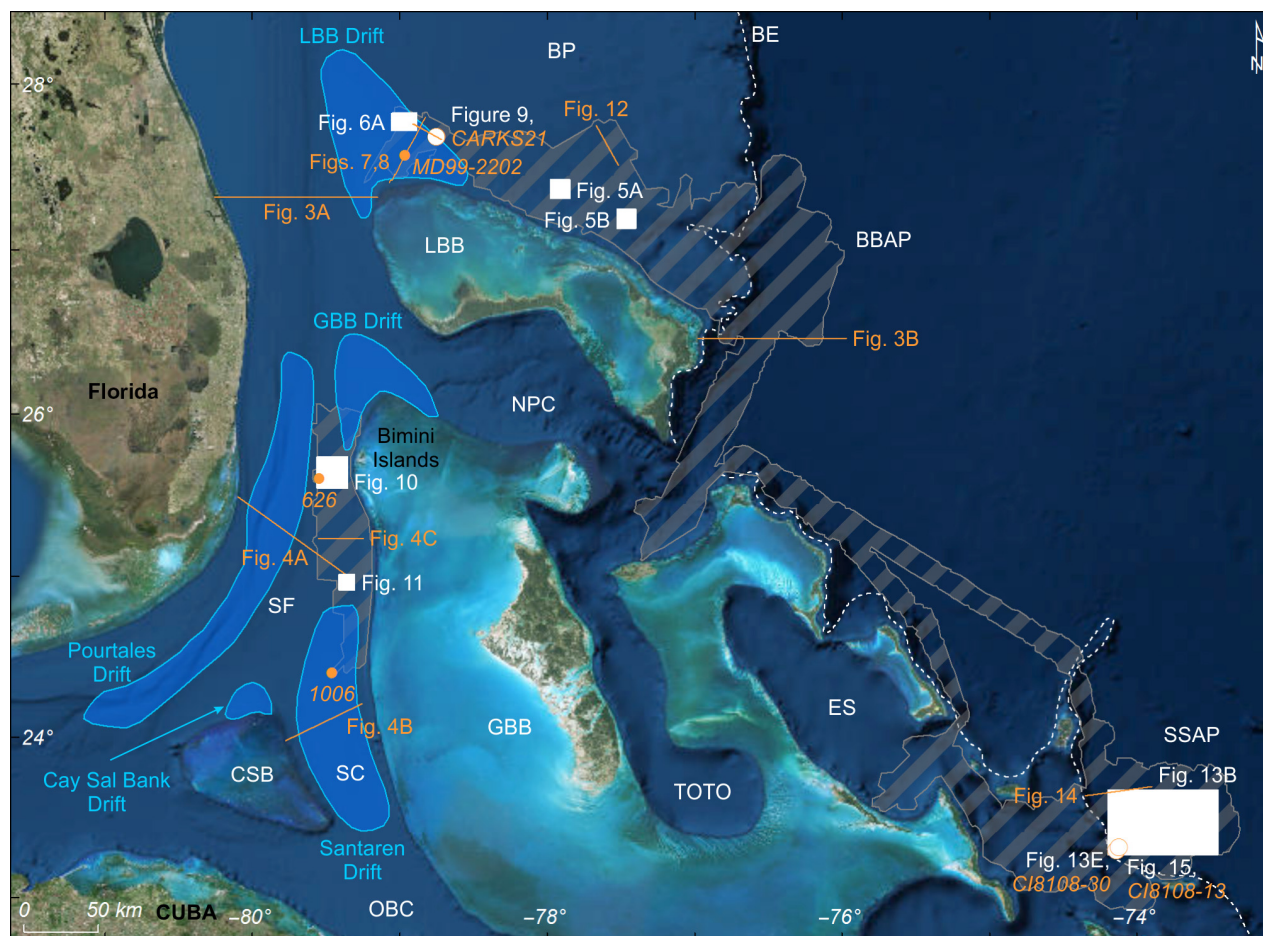 LBB Drift
BP
BE
N
28°
Fig. 12
Figure 9,
CARKS21
Fig. 6A
Figs. 7,8
MD99-2202
Fig. 5A
Fig. 5B
Fig. 3A
LBB
BBAP
GBB Drift
Fig. 3B
Florida
NPC
26°
Bimini
Islands
Fig. 10
626
Fig. 4C
Fig. 4A
Fig. 11
SF
Pourtales
Drift
1006
Fig. 4B
GBB
ES
24°
SSAP
Cay Sal Bank
Drift
CSB
SC
TOTO
Fig. 13B
Fig. 14
Santaren
Drift
Fig. 13E,
CI8108-30
Fig. 15,
CI8108-13
0 50 km
CUBA
–80°
OBC
–78°
–76°
–74°